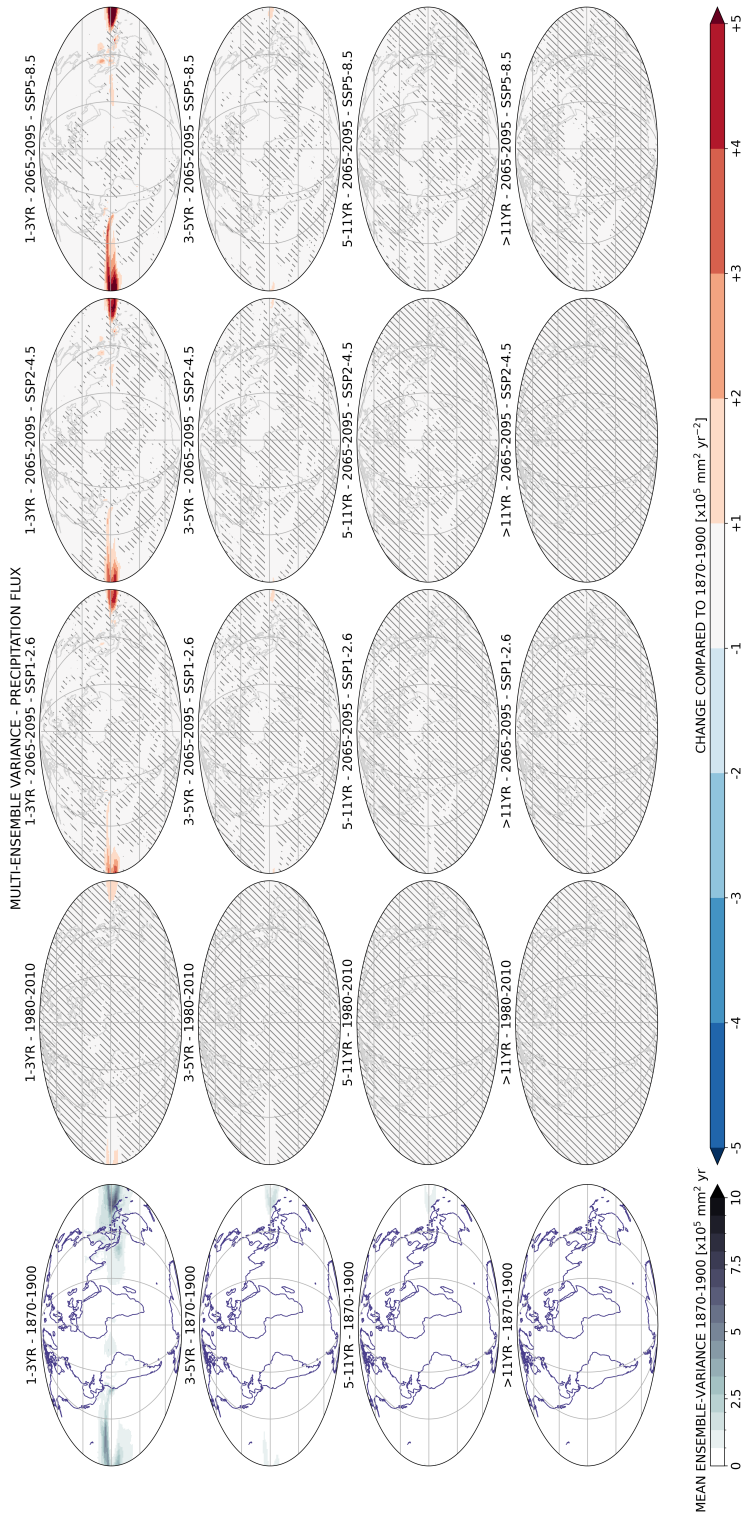 MULTI-ENSEMBLE VARIANCE - PRECIPITATION FLUX
1-3YR - 1870-1900
1-3YR - 1980-2010
1-3YR - 2065-2095 - SSP1-2.6
1-3YR - 2065-2095 - SSP2-4.5
1-3YR - 2065-2095 - SSP5-8.5
3-5YR - 1870-1900
3-5YR - 1980-2010
3-5YR - 2065-2095 - SSP1-2.6
3-5YR - 2065-2095 - SSP2-4.5
3-5YR - 2065-2095 - SSP5-8.5
5-11YR - 1870-1900
5-11YR - 1980-2010
5-11YR - 2065-2095 - SSP1-2.6
5-11YR - 2065-2095 - SSP2-4.5
5-11YR - 2065-2095 - SSP5-8.5
>11YR - 1870-1900
>11YR - 1980-2010
>11YR - 2065-2095 - SSP1-2.6
>11YR - 2065-2095 - SSP2-4.5
>11YR - 2065-2095 - SSP5-8.5
MEAN ENSEMBLE-VARIANCE 1870-1900 [x10⁵ mm² yr
0 2.5 5 7.5 10
CHANGE COMPARED TO 1870-1900 [x10⁵ mm² yr⁻²]
-5 -4 -3 -2 -1 +1 +2 +3 +4 +5